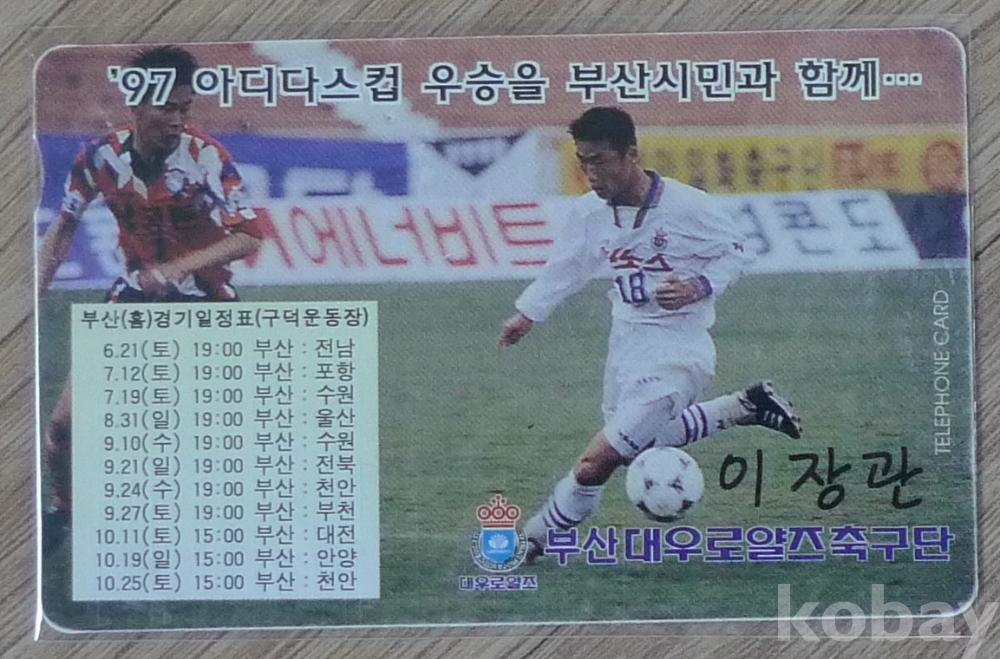 '97 아디다스컵 우승을 부산시민과 함께...
에너비트
콘도
18
부산(홈)경기일정표(구덕운동장)
6.21(토) 19:00 부산 : 전남
7.12(토) 19:00 부산 : 포항
7.19(토) 19:00 부산 : 수원
8.31(일) 19:00 부산 : 울산
9.10(수) 19:00 부산 : 수원
9.21(일) 19:00 부산 : 전북
9.24(수) 19:00 부산 : 천안
9.27(토) 19:00 부산 : 부천
10.11(토) 15:00 부산 : 대전
10.19(일) 15:00 부산 : 안양
10.25(토) 15:00 부산 : 천안
TELEPHONE CARD
이장관
대우로얄즈
부산대우로얄즈축구단
kobay